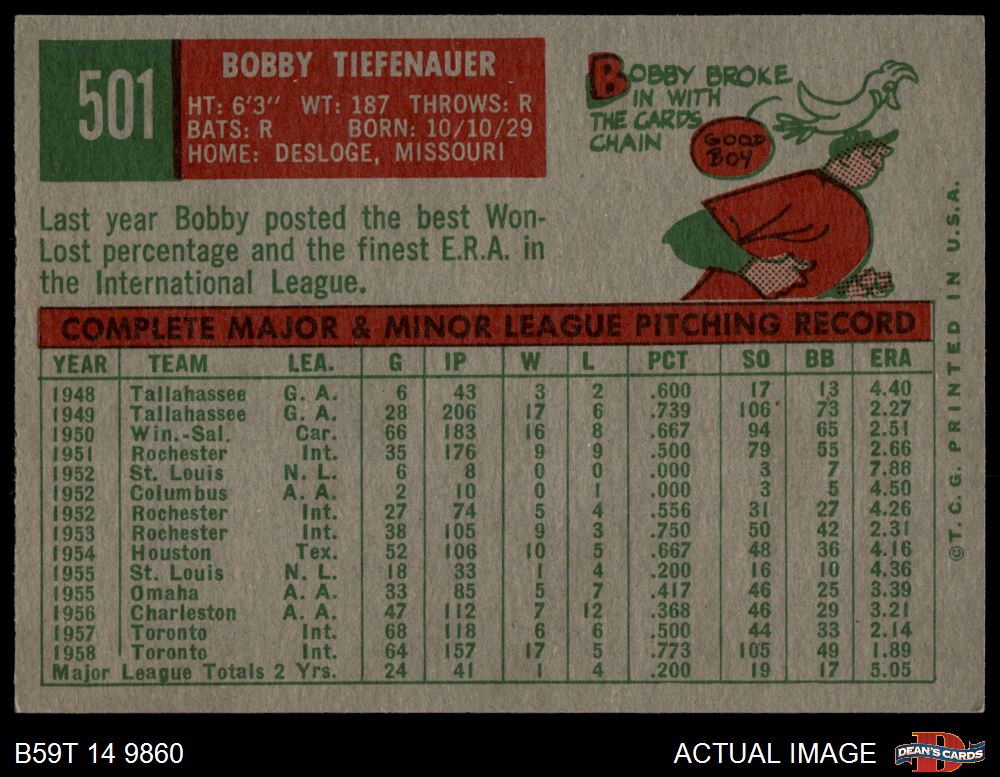 501
BOBBY TIEFENAUER
HT: 6'3" WT: 187 THROWS: R
BATS: R BORN: 10/10/29
HOME: DESLOGE, MISSOURI
BOBBY BROKE
IN WITH
THE CARDS
CHAIN
GOOD
BOY
Last year Bobby posted the best Won-
Lost percentage and the finest E.R.A. in
the International League.
COMPLETE MAJOR & MINOR LEAGUE PITCHING RECORD
YEAR TEAM LEA. G IP W L PCT SO BB ERA
1948 Tallahassee G. A. 6 43 3 2 .600 17 13 4.40
1949 Tallahassee G. A. 28 206 17 6 .739 106 73 2.27
1950 Win.-Sal. Car. 66 183 16 8 .667 94 65 2.51
1951 Rochester Int. 35 176 9 9 .500 79 55 2.66
1952 St. Louis N. L. 6 8 0 0 .000 3 7 7.88
1952 Columbus A. A. 2 10 0 1 .000 3 5 4.50
1952 Rochester Int. 27 74 5 4 .556 31 27 4.26
1953 Rochester Int. 38 105 9 3 .750 50 42 2.31
1954 Houston Tex. 52 106 10 5 .667 48 36 4.16
1955 St. Louis N. L. 18 33 1 4 .200 16 10 4.36
1955 Omaha A. A. 33 85 5 7 .417 46 25 3.39
1956 Charleston A. A. 47 112 7 12 .368 46 29 3.21
1957 Toronto Int. 68 118 6 6 .500 44 33 2.14
1958 Toronto Int. 64 157 17 5 .773 105 49 1.89
Major League Totals 2 Yrs. 24 41 1 4 .200 19 17 5.05
©T. C. G. PRINTED IN U.S.A.
B59T 14 9860
ACTUAL IMAGE
DEAN'S CARDS